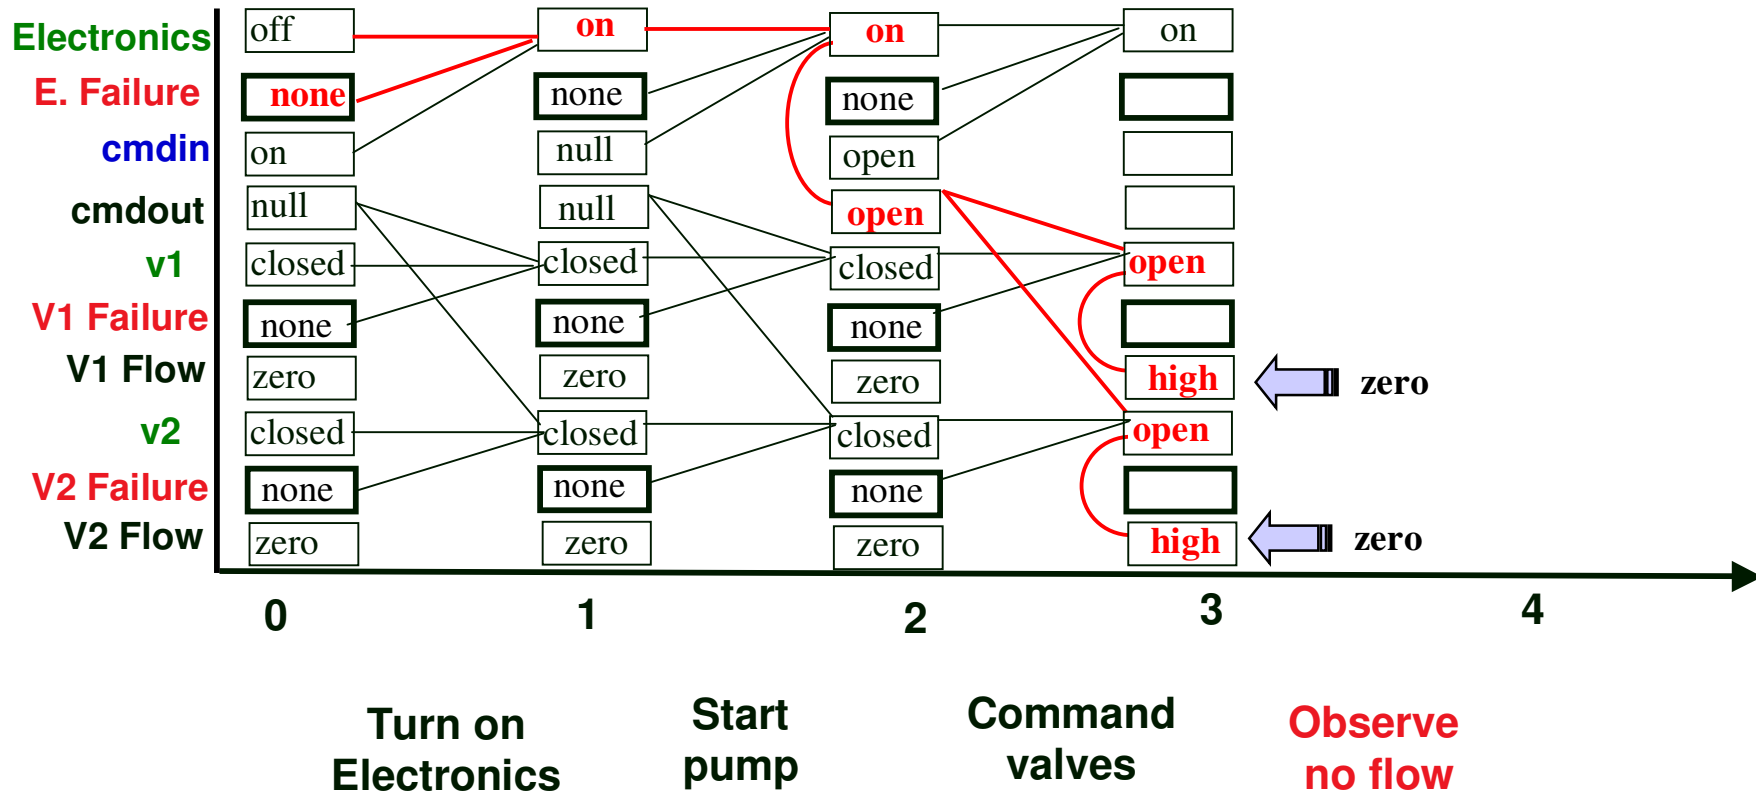 Electronics off on on on
E. Failure none none none
cmdin on null open
cmdout null null open
v1 closed closed closed open
V1 Failure none none none
V1 Flow zero zero zero high zero
v2 closed closed closed open
V2 Failure none none none
V2 Flow zero zero zero high zero
0 1 2 3 4
Turn on
Electronics
Start
pump
Command
valves
Observe
no flow